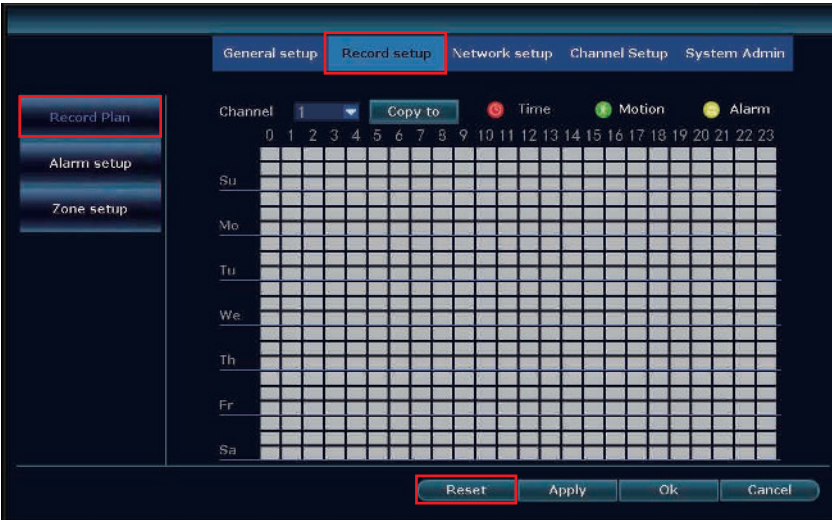 General setup Record setup Network setup Channel Setup System Admin
Record Plan
Alarm setup
Zone setup
Channel 1 Copy to Time Motion Alarm
0 1 2 3 4 5 6 7 8 9 10 11 12 13 14 15 16 17 18 19 20 21 22 23
Su
Mo
Tu
We
Th
Fr
Sa
Reset Apply Ok Cancel